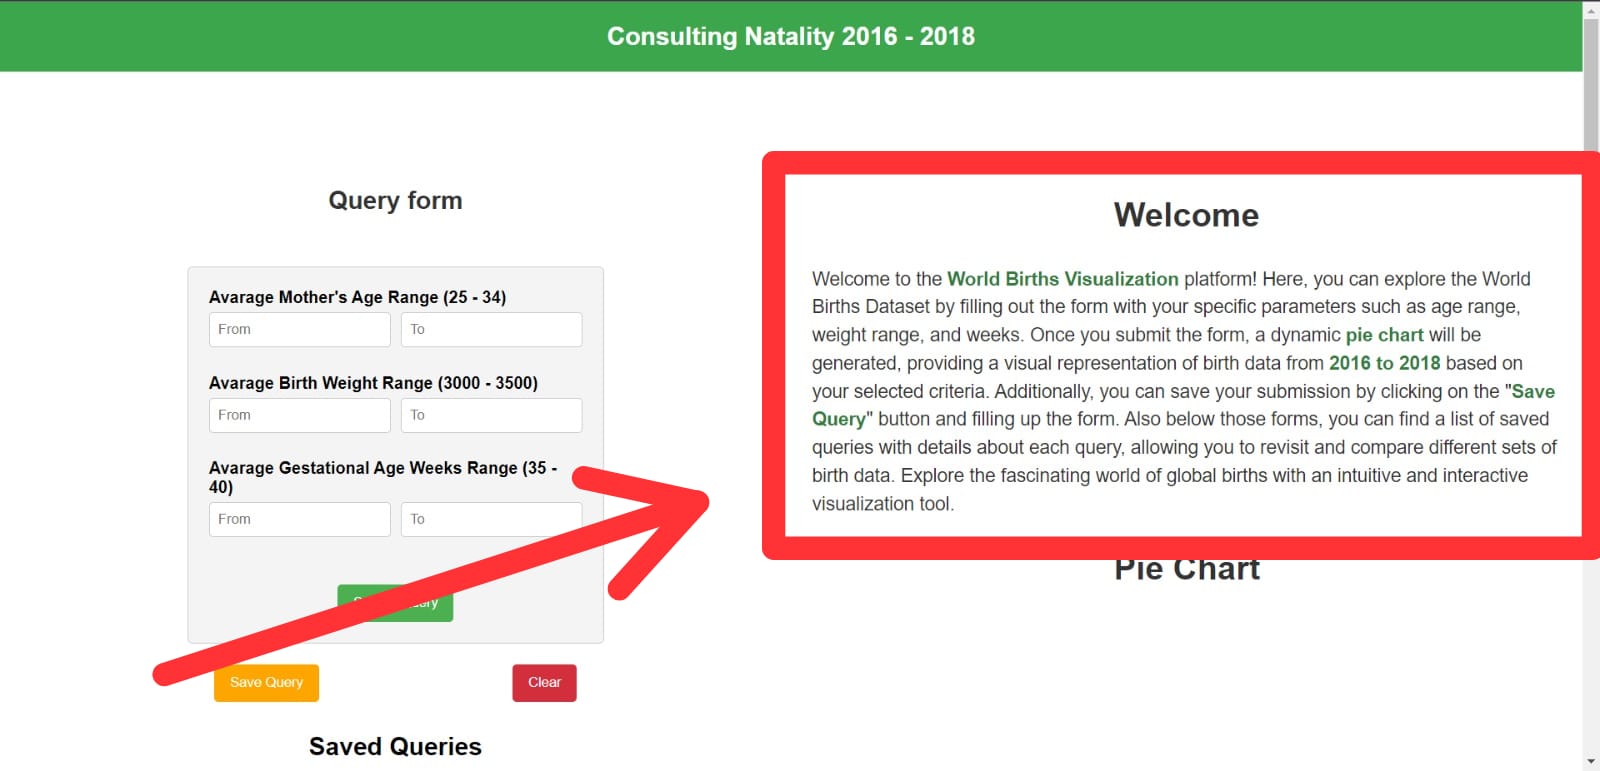 Consulting Natality 2016 - 2018
Query form
Avarage Mother's Age Range (25 - 34)
From To
Avarage Birth Weight Range (3000 - 3500)
From To
Avarage Gestational Age Weeks Range (35 -
40)
From To
Save Query Clear
Saved Queries
Welcome
Welcome to the World Births Visualization platform! Here, you can explore the World
Births Dataset by filling out the form with your specific parameters such as age range,
weight range, and weeks. Once you submit the form, a dynamic pie chart will be
generated, providing a visual representation of birth data from 2016 to 2018 based on
your selected criteria. Additionally, you can save your submission by clicking on the "Save
Query" button and filling up the form. Also below those forms, you can find a list of saved
queries with details about each query, allowing you to revisit and compare different sets of
birth data. Explore the fascinating world of global births with an intuitive and interactive
visualization tool.
Pie Chart